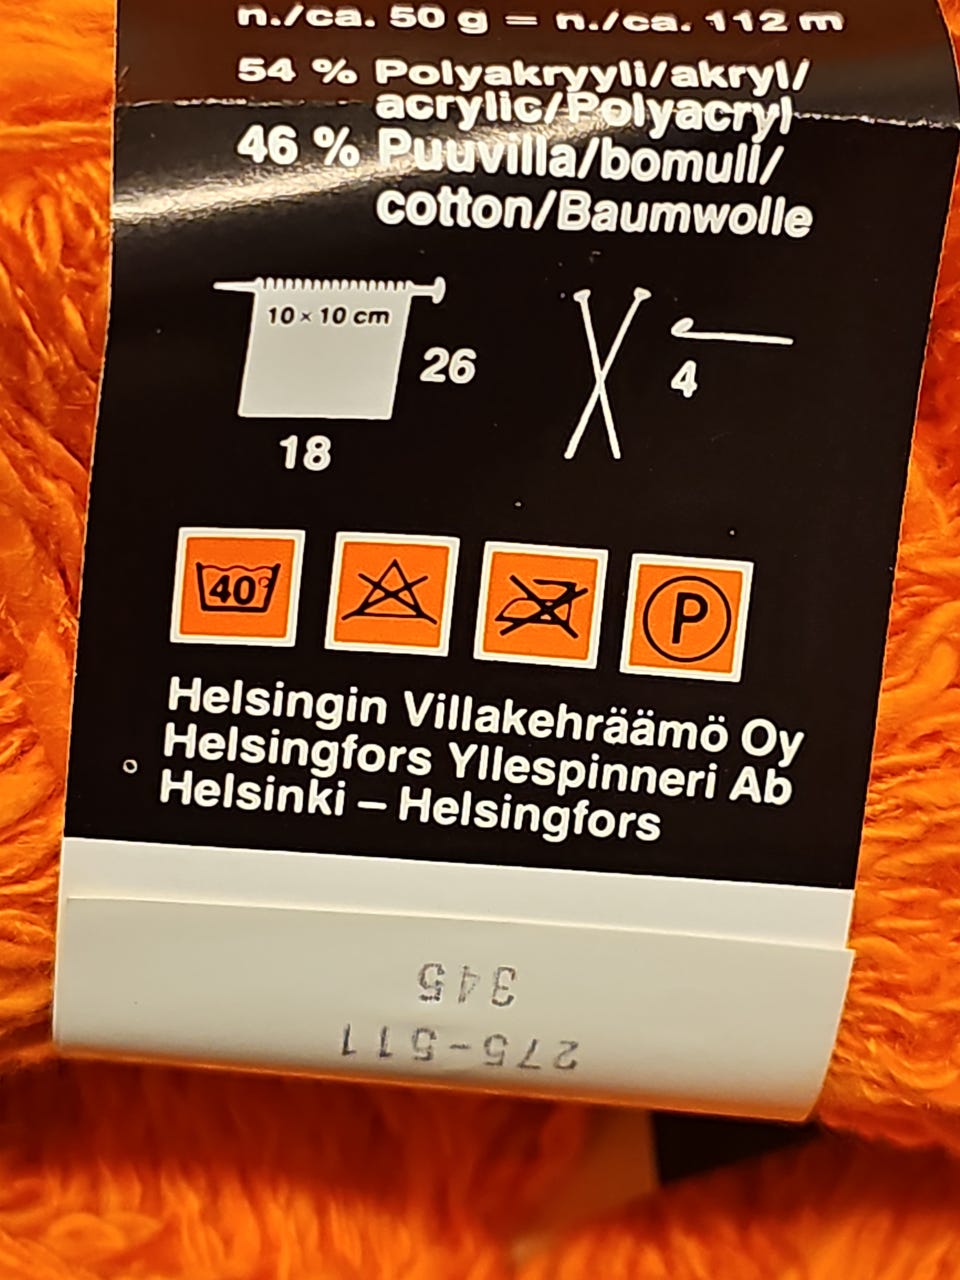 n./ca. 50 g = n./ca. 112 m
54 % Polyakryyli/akryl/
acrylic/Polyacryl
46 % Puuvilla/bomull/
cotton/Baumwolle
10 × 10 cm
26
18
4
40°
P
Helsingin Villakehräämö Oy
Helsingfors Yllespinneri Ab
Helsinki – Helsingfors
275-511
345